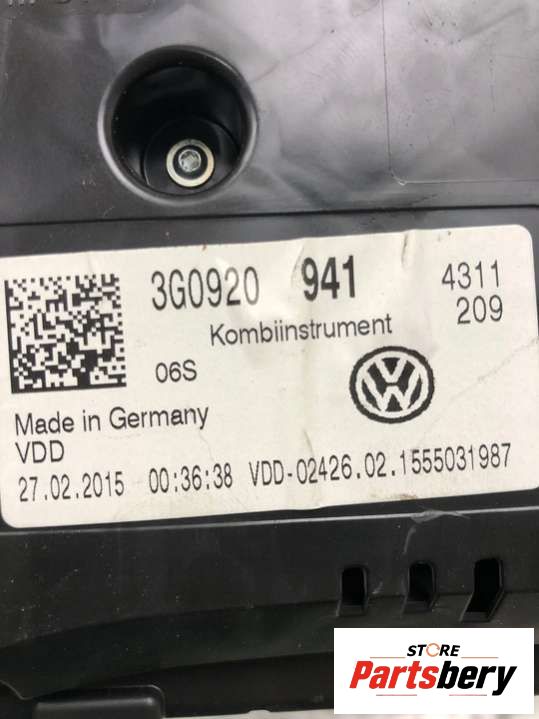 3G0920 941 4311
209
Kombiinstrument
06S
Made in Germany
VDD
27.02.2015 00:36:38 VDD-02426.02.1555031987
STORE
Partsbery